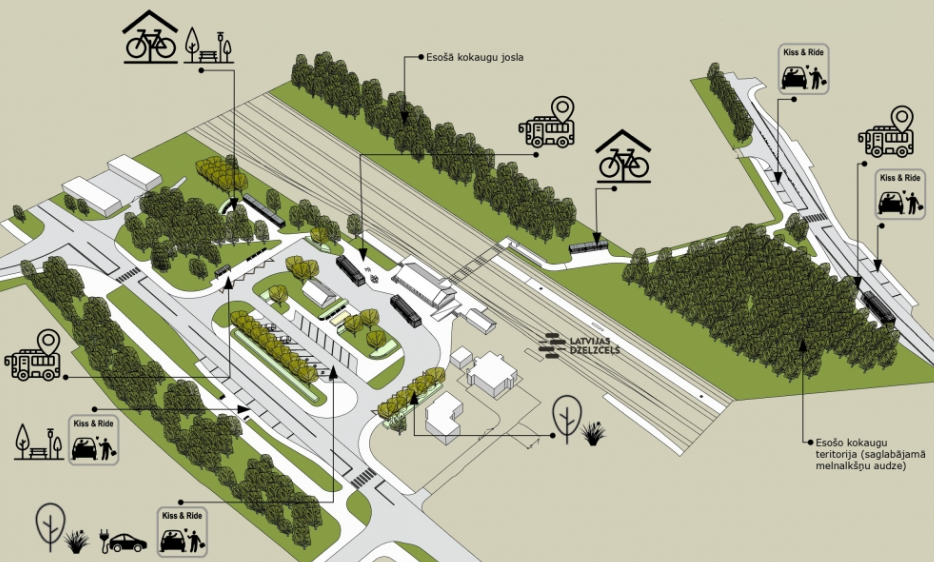 Kiss & Ride
Esošā kokaugu josla
Kiss & Ride
LATVIJAS
DZELZCEĻŠ
Kiss & Ride
Esošo kokaugu
teritorija (saglabājamā
melnalkšņu audze)
Kiss & Ride